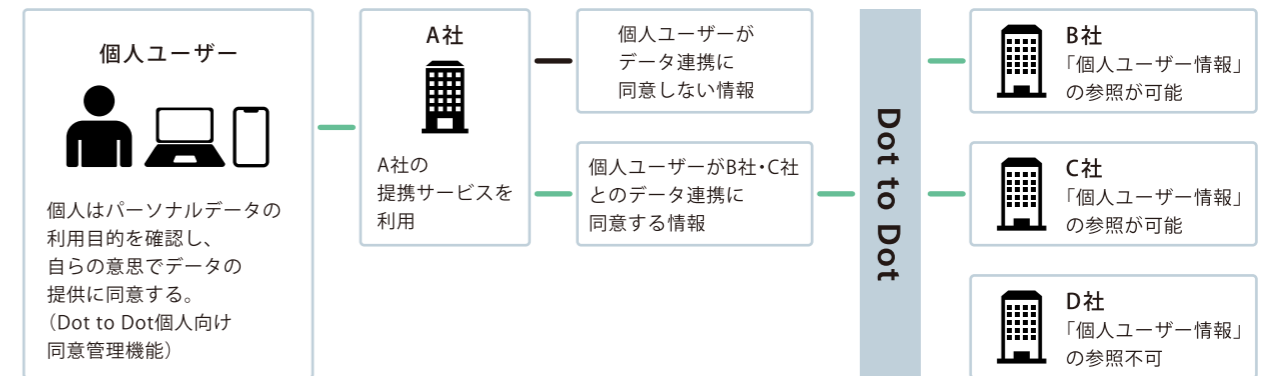 個人ユーザー
個人はパーソナルデータの
利用目的を確認し、
自らの意思でデータの
提供に同意する。
（Dot to Dot個人向け
同意管理機能）
A社
A社の
提携サービスを
利用
個人ユーザーが
データ連携に
同意しない情報
個人ユーザーがB社・C社
とのデータ連携に
同意する情報
Dot to Dot
B社
「個人ユーザー情報」
の参照が可能
C社
「個人ユーザー情報」
の参照が可能
D社
「個人ユーザー情報」
の参照不可